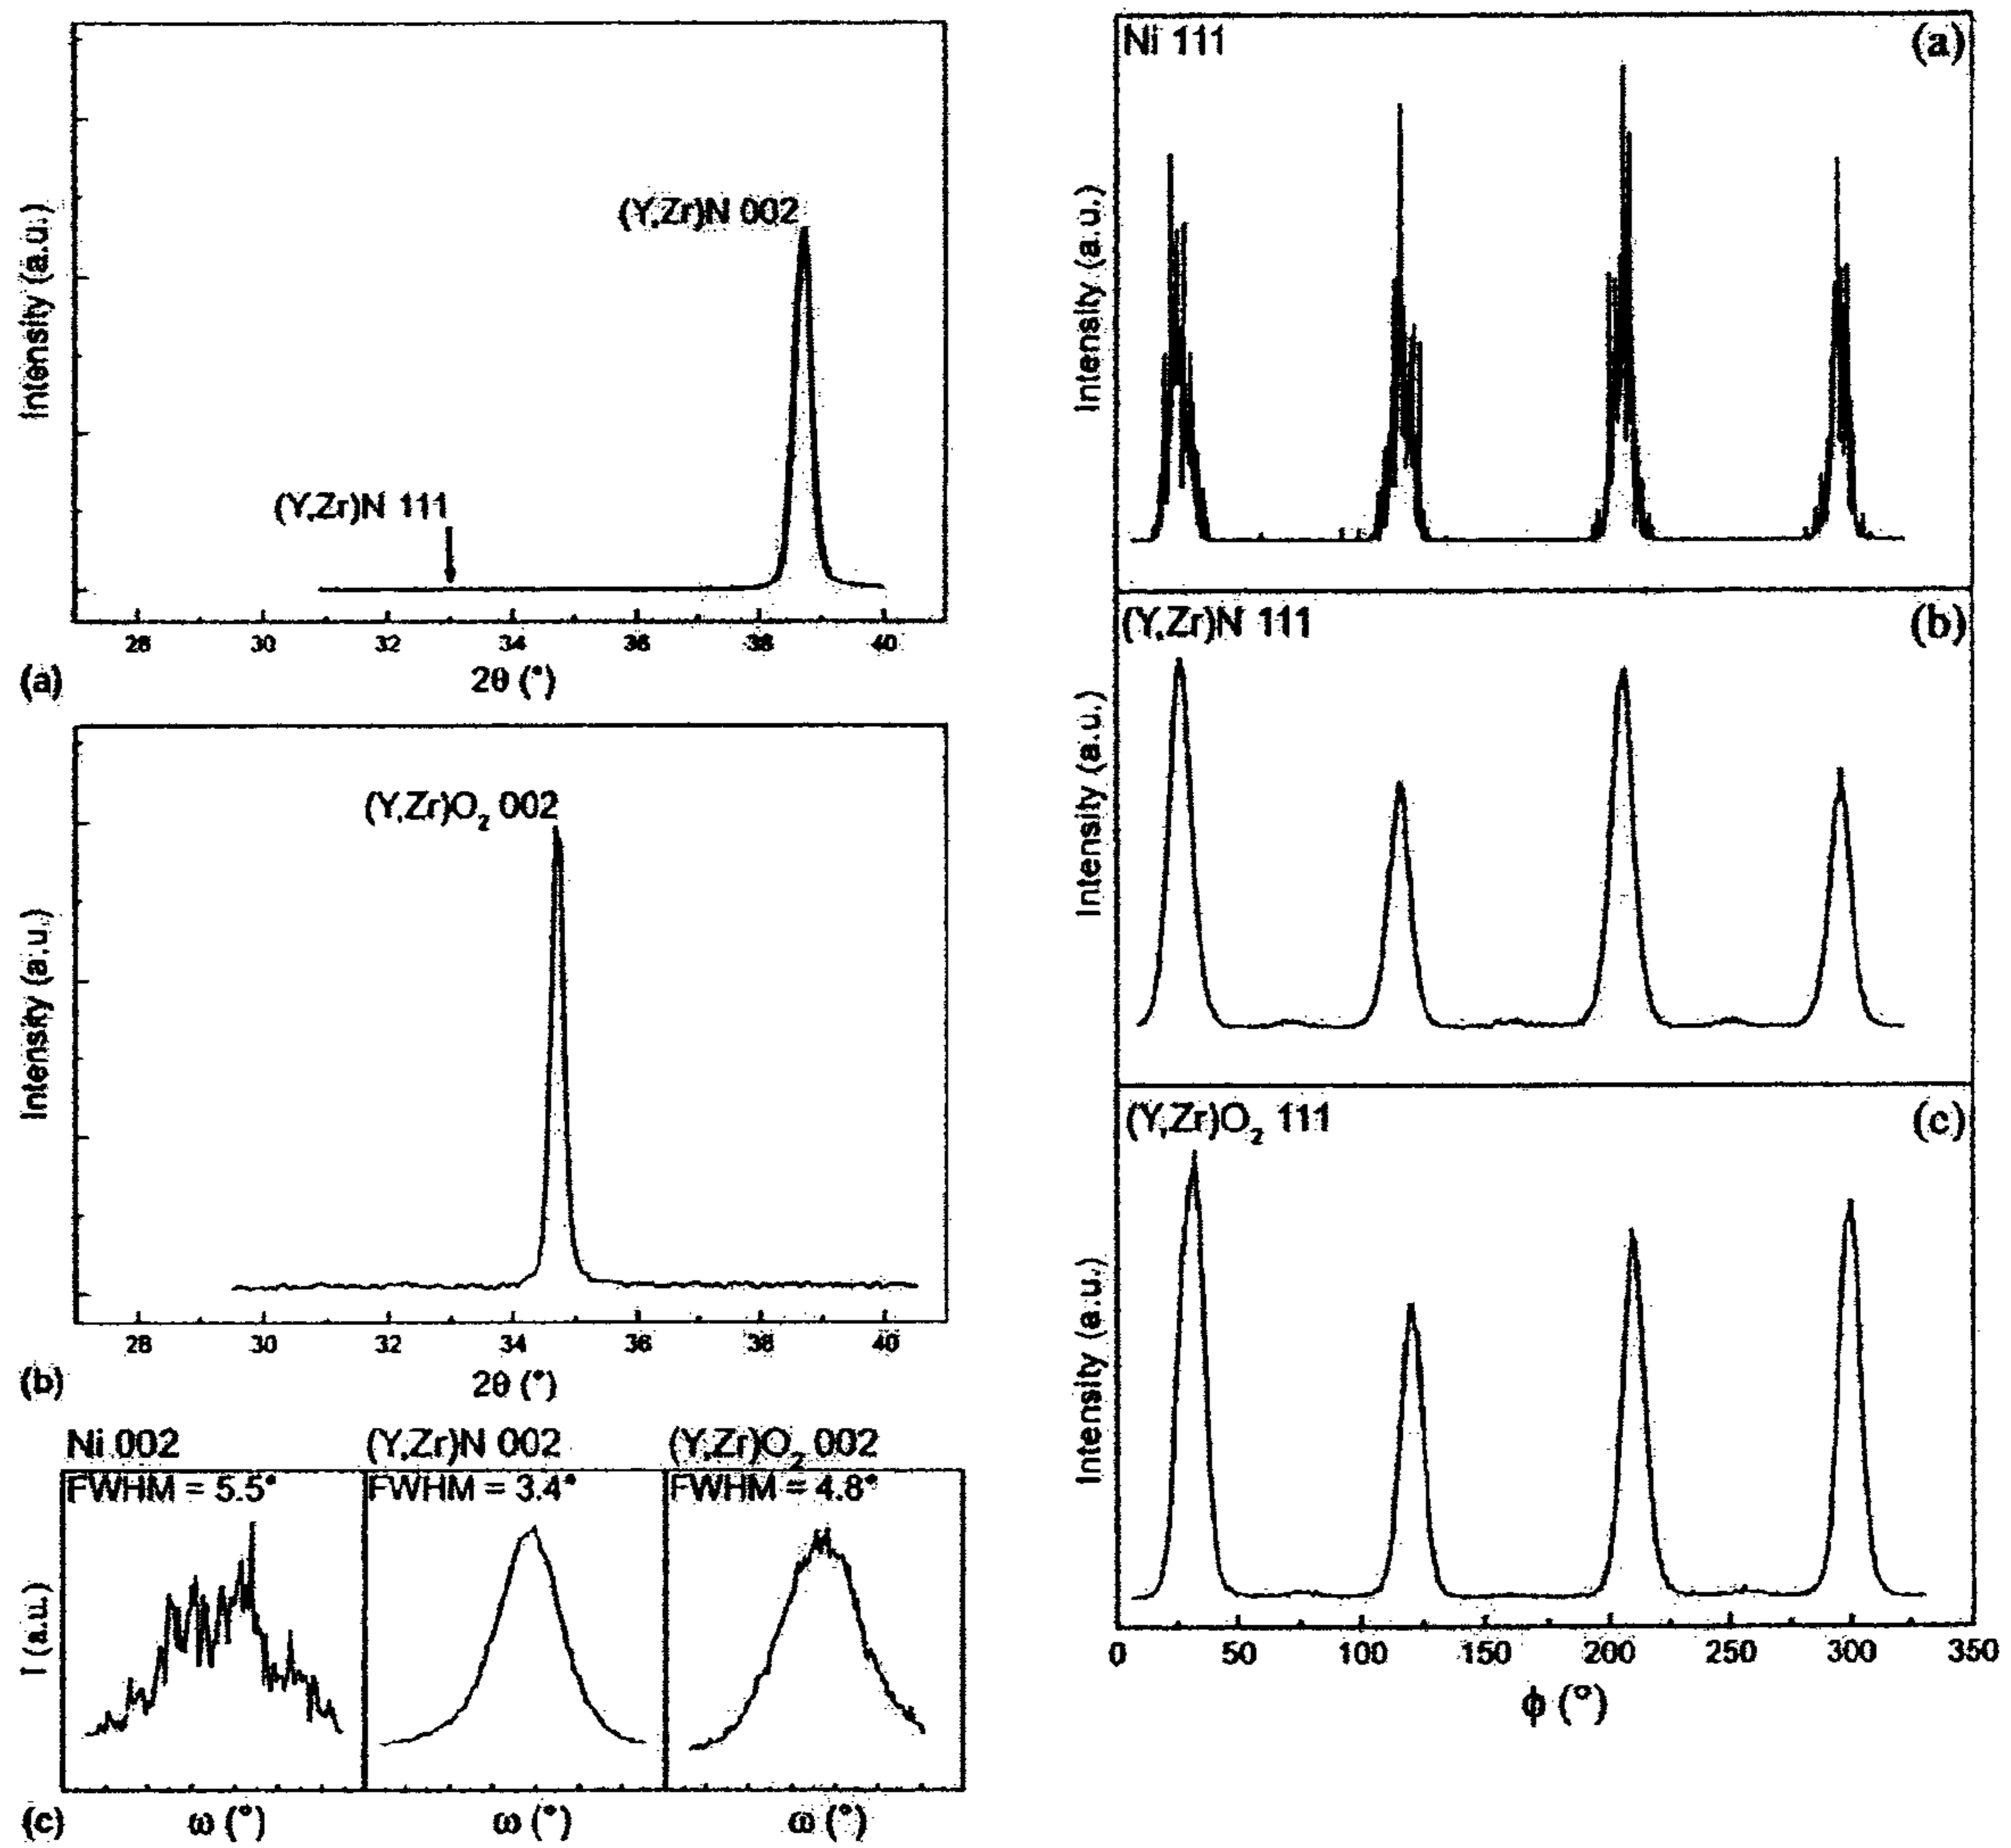 Intensity (a.u.)
(Y,Zr)N 002
(Y,Zr)N 111
28 30 32 34 36 38 40
(a) 2θ (°)
Intensity (a.u.)
(Y,Zr)O₂ 002
28 30 32 34 36 38 40
(b) 2θ (°)
Ni 002 (Y,Zr)N 002 (Y,Zr)O₂ 002
FWHM = 5.5° FWHM = 3.4° FWHM = 4.8°
I (a.u.)
(c) ω (°) ω (°) ω (°)
Ni 111 (a)
Intensity (a.u.)
(Y,Zr)N 111 (b)
Intensity (a.u.)
(Y,Zr)O₂ 111 (c)
Intensity (a.u.)
0 50 100 150 200 250 300 350
ϕ (°)